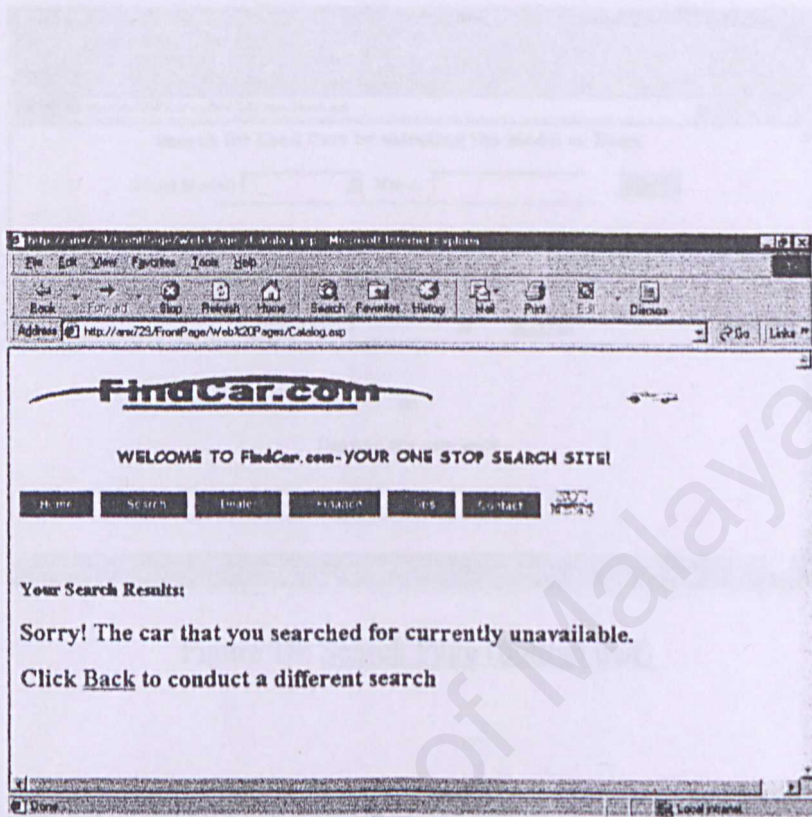 http://anx729/FrontPage/Web Pages/Catalog.asp - Microsoft Internet Explorer
File Edit View Favorites Tools Help
Back Forward Stop Refresh Home Search Favorites History Mail Print Edit Discuss
Address http://anx729/FrontPage/Web%20Pages/Catalog.asp Go Links
FindCar.com
WELCOME TO FindCar.com-YOUR ONE STOP SEARCH SITE!
Home Search Dealer Finance Tips Contact
Your Search Results:
Sorry! The car that you searched for currently unavailable.
Click Back to conduct a different search
Done Local intranet
of Malaya